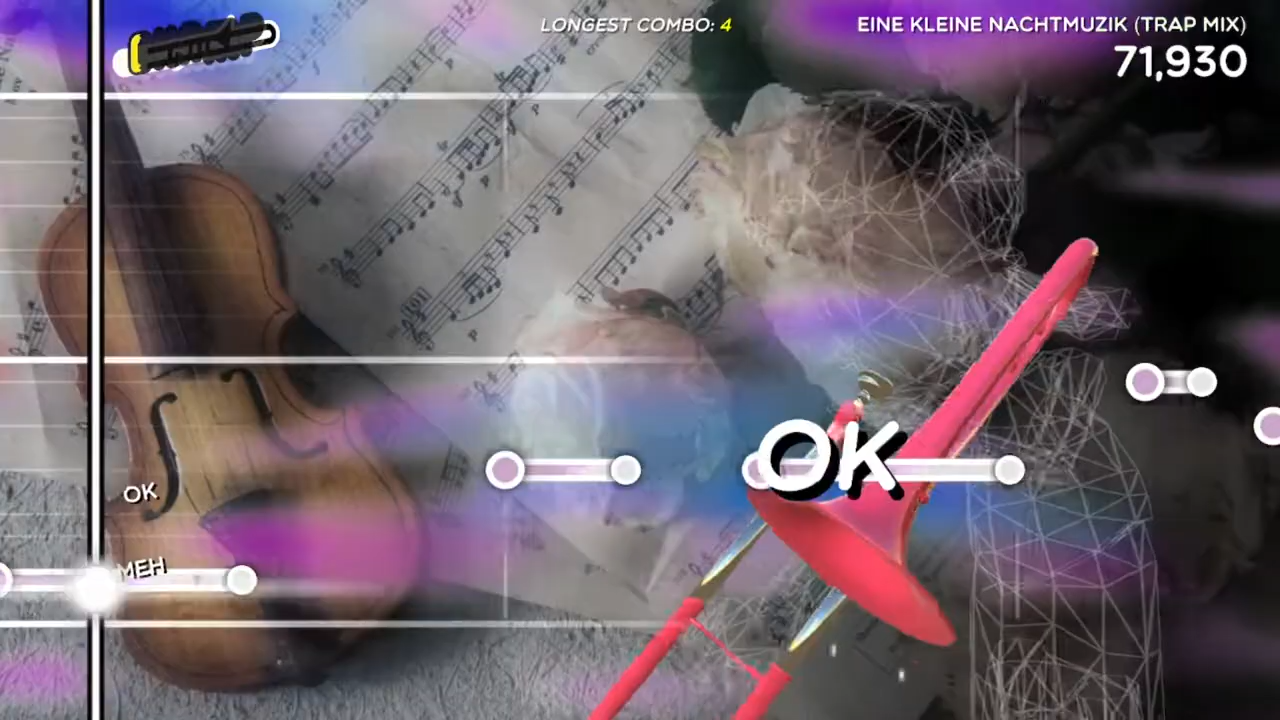 LONGEST COMBO: 4
EINE KLEINE NACHTMUZIK (TRAP MIX)
71,930
OK
OK
MEH